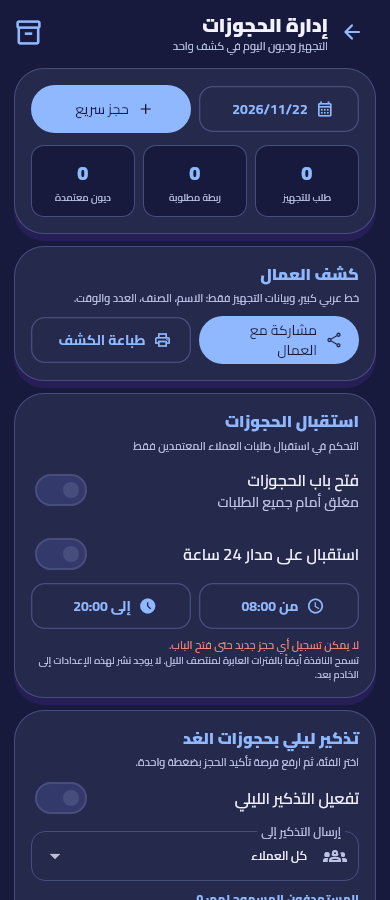 إدارة الحجوزات
التجهيز وديون اليوم في كشف واحد
2026/11/22
حجز سريع
0
0
0
طلب للتجهيز
ربطة مطلوبة
ديون معتمدة
كشف العمال
خط عربي كبير، وبيانات التجهيز فقط: الاسم، الصنف، العدد والوقت.
مشاركة مع
العمال
طباعة الكشف
استقبال الحجوزات
التحكم في استقبال طلبات العملاء المعتمدين فقط
فتح باب الحجوزات
مغلق أمام جميع الطلبات
استقبال على مدار 24 ساعة
من 08:00
إلى 20:00
لا يمكن تسجيل أي حجز جديد حتى فتح الباب.
تسمح النافذة أيضاً بالفترات العابرة لمنتصف الليل. لا يوجد نشر لهذه الإعدادات إلى
الخادم بعد.
تذكير ليلي بحجوزات الغد
اختر الفئة، ثم ارفع فرصة تأكيد الحجز بضغطة واحدة.
تفعيل التذكير الليلي
إرسال التذكير إلى
كل العملاء
المستهدفون المسموح لهم: 0